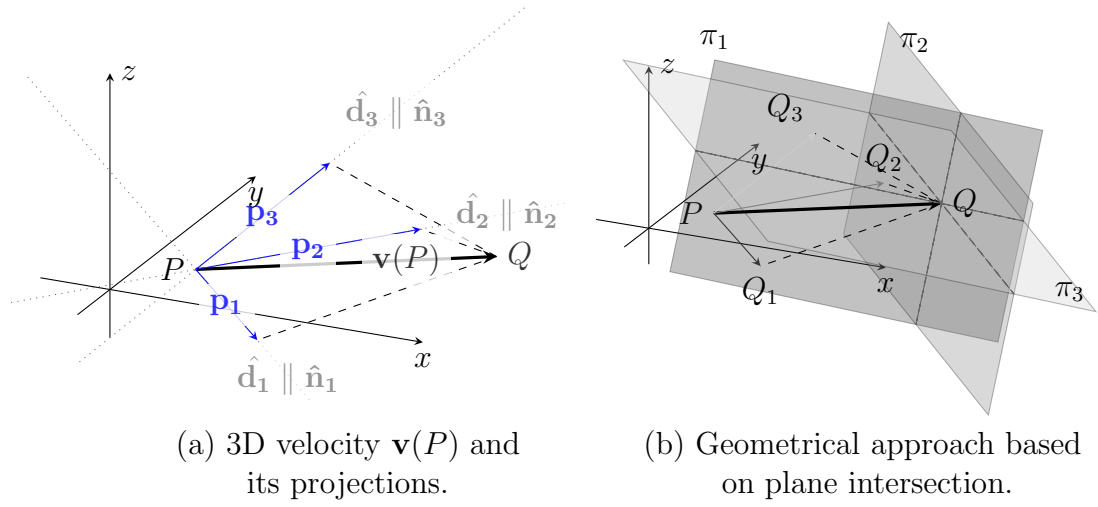 z
d̂₃ ∥ n̂₃
y
p₃
d̂₂ ∥ n̂₂
p₂
P
v(P)
Q
p₁
x
d̂₁ ∥ n̂₁
(a) 3D velocity v(P) and
its projections.
π₁
π₂
z
Q₃
y
Q₂
P
Q
x
Q₁
π₃
(b) Geometrical approach based
on plane intersection.